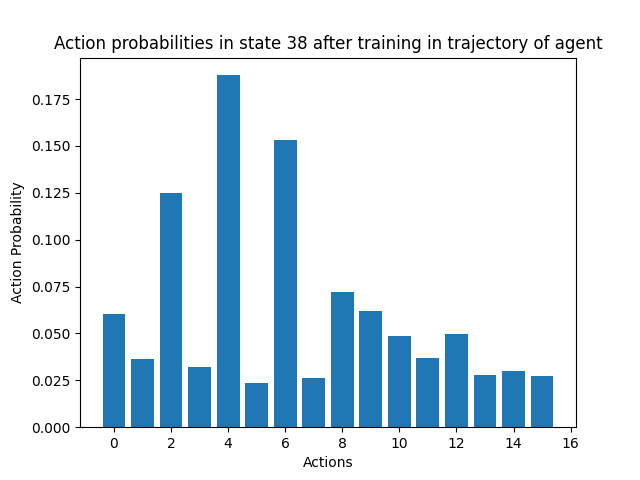 Action probabilities in state 38 after training in trajectory of agent
0.175
0.150
0.125
0.100
0.075
0.050
0.025
0.000
Action Probability
0 2 4 6 8 10 12 14 16
Actions